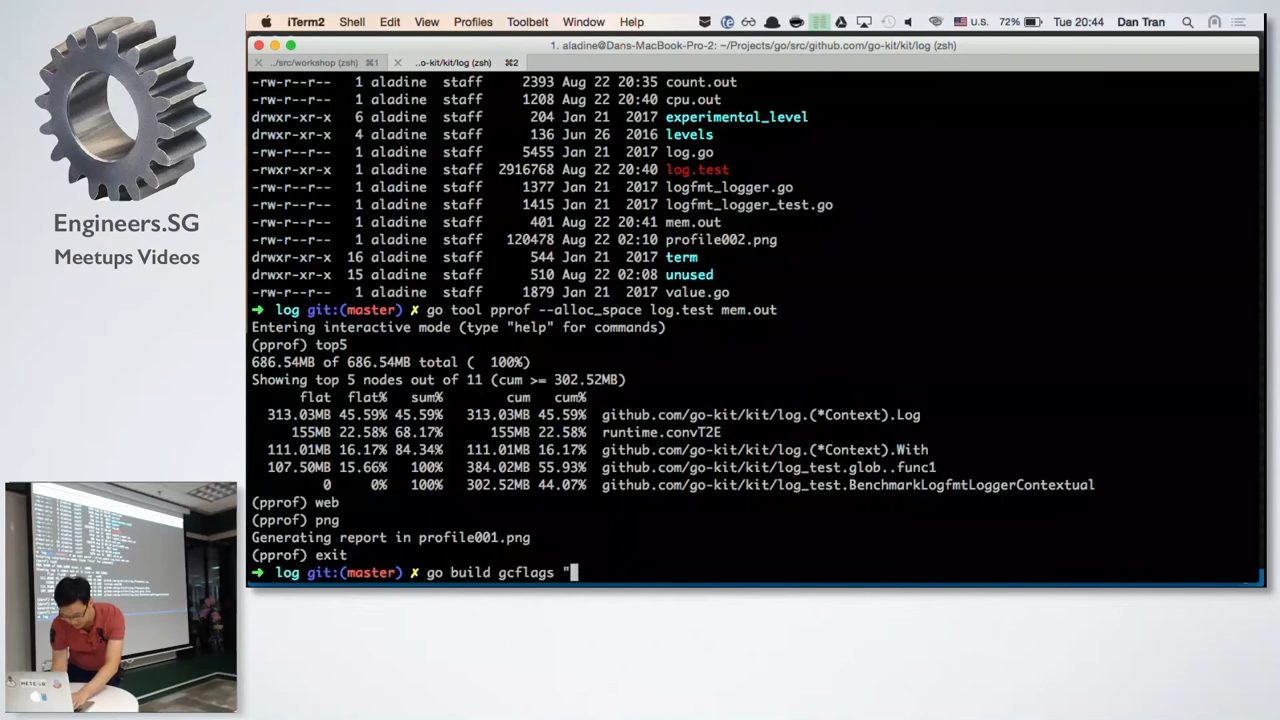 iTerm2 Shell Edit View Profiles Toolbelt Window Help U.S. 72% Tue 20:44 Dan Tran
1. aladine@Dans-MacBook-Pro-2: ~/Projects/go/src/github.com/go-kit/kit/log (zsh)
../src/workshop (zsh) ⌘1 ..o-kit/kit/log (zsh) ⌘2
-rw-r--r-- 1 aladine staff 2393 Aug 22 20:35 count.out
-rw-r--r-- 1 aladine staff 1208 Aug 22 20:40 cpu.out
drwxr-xr-x 6 aladine staff 204 Jan 21 2017 experimental_level
drwxr-xr-x 4 aladine staff 136 Jun 26 2016 levels
-rw-r--r-- 1 aladine staff 5455 Jan 21 2017 log.go
-rwxr-xr-x 1 aladine staff 2916768 Aug 22 20:40 log.test
-rw-r--r-- 1 aladine staff 1377 Jan 21 2017 logfmt_logger.go
-rw-r--r-- 1 aladine staff 1415 Jan 21 2017 logfmt_logger_test.go
-rw-r--r-- 1 aladine staff 401 Aug 22 20:41 mem.out
-rw-r--r-- 1 aladine staff 120478 Aug 22 02:10 profile002.png
drwxr-xr-x 16 aladine staff 544 Jan 21 2017 term
drwxr-xr-x 15 aladine staff 510 Aug 22 02:08 unused
-rw-r--r-- 1 aladine staff 1879 Jan 21 2017 value.go
➜ log git:(master) ✗ go tool pprof --alloc_space log.test mem.out
Entering interactive mode (type "help" for commands)
(pprof) top5
686.54MB of 686.54MB total ( 100%)
Showing top 5 nodes out of 11 (cum >= 302.52MB)
flat flat% sum% cum cum%
313.03MB 45.59% 45.59% 313.03MB 45.59% github.com/go-kit/kit/log.(*Context).Log
155MB 22.58% 68.17% 155MB 22.58% runtime.convT2E
111.01MB 16.17% 84.34% 111.01MB 16.17% github.com/go-kit/kit/log.(*Context).With
107.50MB 15.66% 100% 384.02MB 55.93% github.com/go-kit/kit/log_test.glob..func1
0 0% 100% 302.52MB 44.07% github.com/go-kit/kit/log_test.BenchmarkLogfmtLoggerContextual
(pprof) web
(pprof) png
Generating report in profile001.png
(pprof) exit
➜ log git:(master) ✗ go build gcflags "
Engineers.SG
Meetups Videos